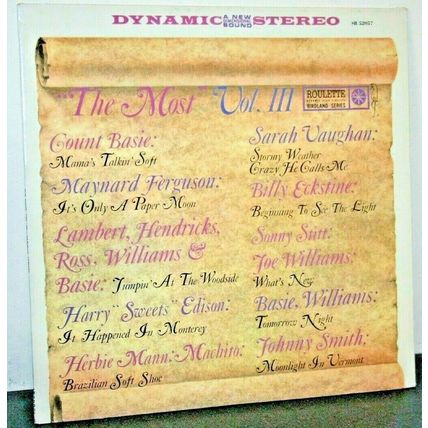 DYNAMIC A NEW DIMENSIONAL SOUND STEREO
SR 52057
"The Most" Vol. III
ROULETTE
BIRDLAND SERIES
Count Basie:
Mama's Talkin' Soft
Maynard Ferguson:
It's Only A Paper Moon
Lambert, Hendricks,
Ross, Williams &
Basie: Jumpin' At The Woodside
Harry "Sweets" Edison:
It Happened In Monterey
Herbie Mann: Machito:
Brazilian Soft Shoe
Sarah Vaughan:
Stormy Weather
Crazy He Calls Me
Billy Eckstine:
Beginning To See The Light
Sonny Stitt:
Joe Williams:
What's New
Basie, Williams:
Tomorrow Night
Johnny Smith:
Moonlight In Vermont